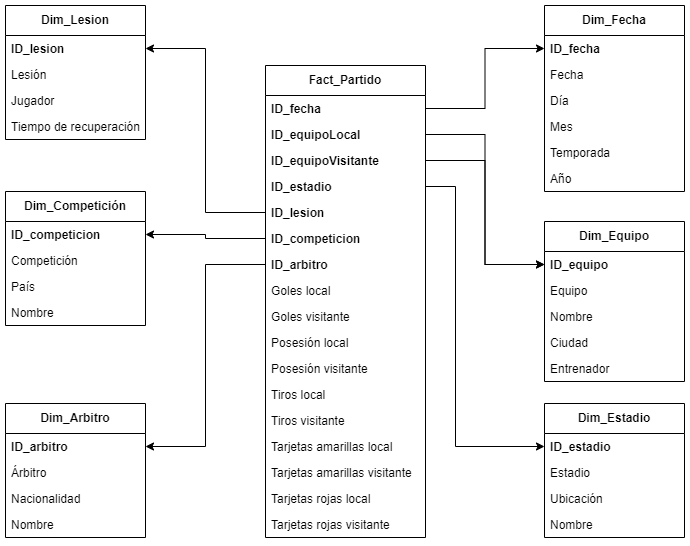 Dim_Lesion
ID_lesion
Lesión
Jugador
Tiempo de recuperación
Dim_Competición
ID_competicion
Competición
País
Nombre
Dim_Arbitro
ID_arbitro
Árbitro
Nacionalidad
Nombre
Fact_Partido
ID_fecha
ID_equipoLocal
ID_equipoVisitante
ID_estadio
ID_lesion
ID_competicion
ID_arbitro
Goles local
Goles visitante
Posesión local
Posesión visitante
Tiros local
Tiros visitante
Tarjetas amarillas local
Tarjetas amarillas visitante
Tarjetas rojas local
Tarjetas rojas visitante
Dim_Fecha
ID_fecha
Fecha
Día
Mes
Temporada
Año
Dim_Equipo
ID_equipo
Equipo
Nombre
Ciudad
Entrenador
Dim_Estadio
ID_estadio
Estadio
Ubicación
Nombre